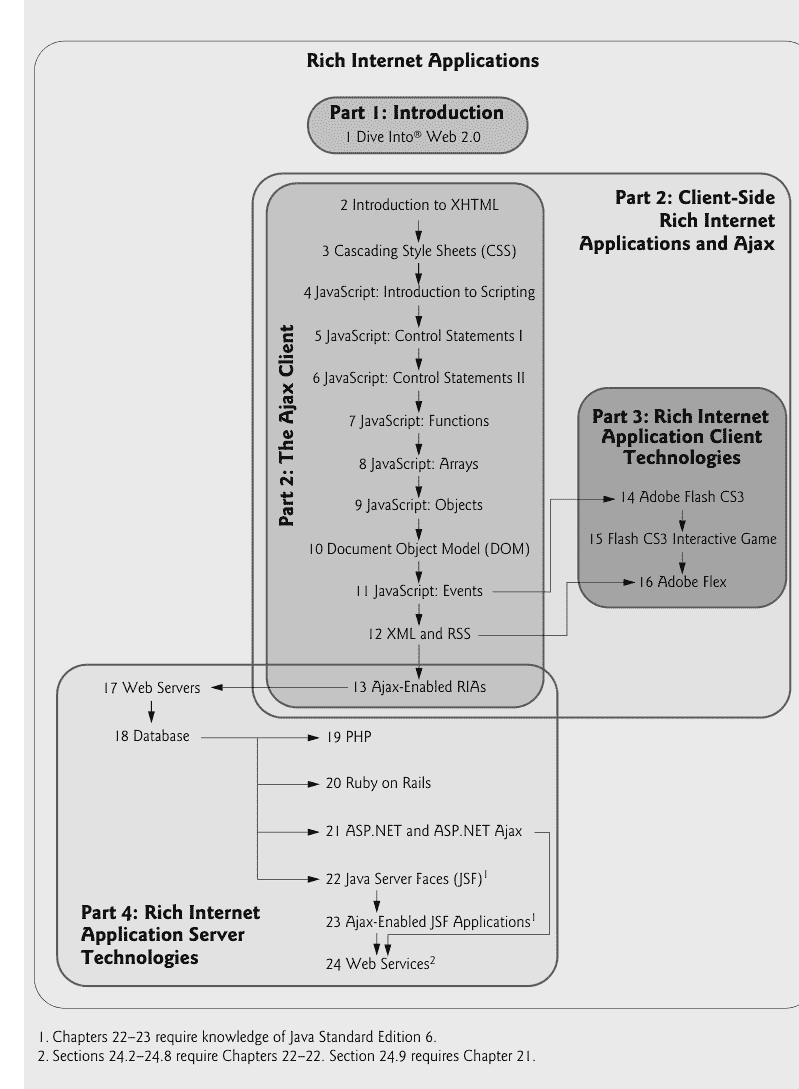 Rich Internet Applications
Part 1: Introduction
1 Dive Into® Web 2.0
Part 2: Client-Side
Rich Internet
Applications and Ajax
Part 2: The Ajax Client
2 Introduction to XHTML
3 Cascading Style Sheets (CSS)
4 JavaScript: Introduction to Scripting
5 JavaScript: Control Statements I
6 JavaScript: Control Statements II
7 JavaScript: Functions
8 JavaScript: Arrays
9 JavaScript: Objects
10 Document Object Model (DOM)
11 JavaScript: Events
12 XML and RSS
13 Ajax-Enabled RIAs
Part 3: Rich Internet
Application Client
Technologies
14 Adobe Flash CS3
15 Flash CS3 Interactive Game
16 Adobe Flex
17 Web Servers
18 Database
19 PHP
20 Ruby on Rails
21 ASP.NET and ASP.NET Ajax
22 Java Server Faces (JSF)1
23 Ajax-Enabled JSF Applications1
24 Web Services2
Part 4: Rich Internet
Application Server
Technologies
1. Chapters 22–23 require knowledge of Java Standard Edition 6.
2. Sections 24.2–24.8 require Chapters 22–22. Section 24.9 requires Chapter 21.